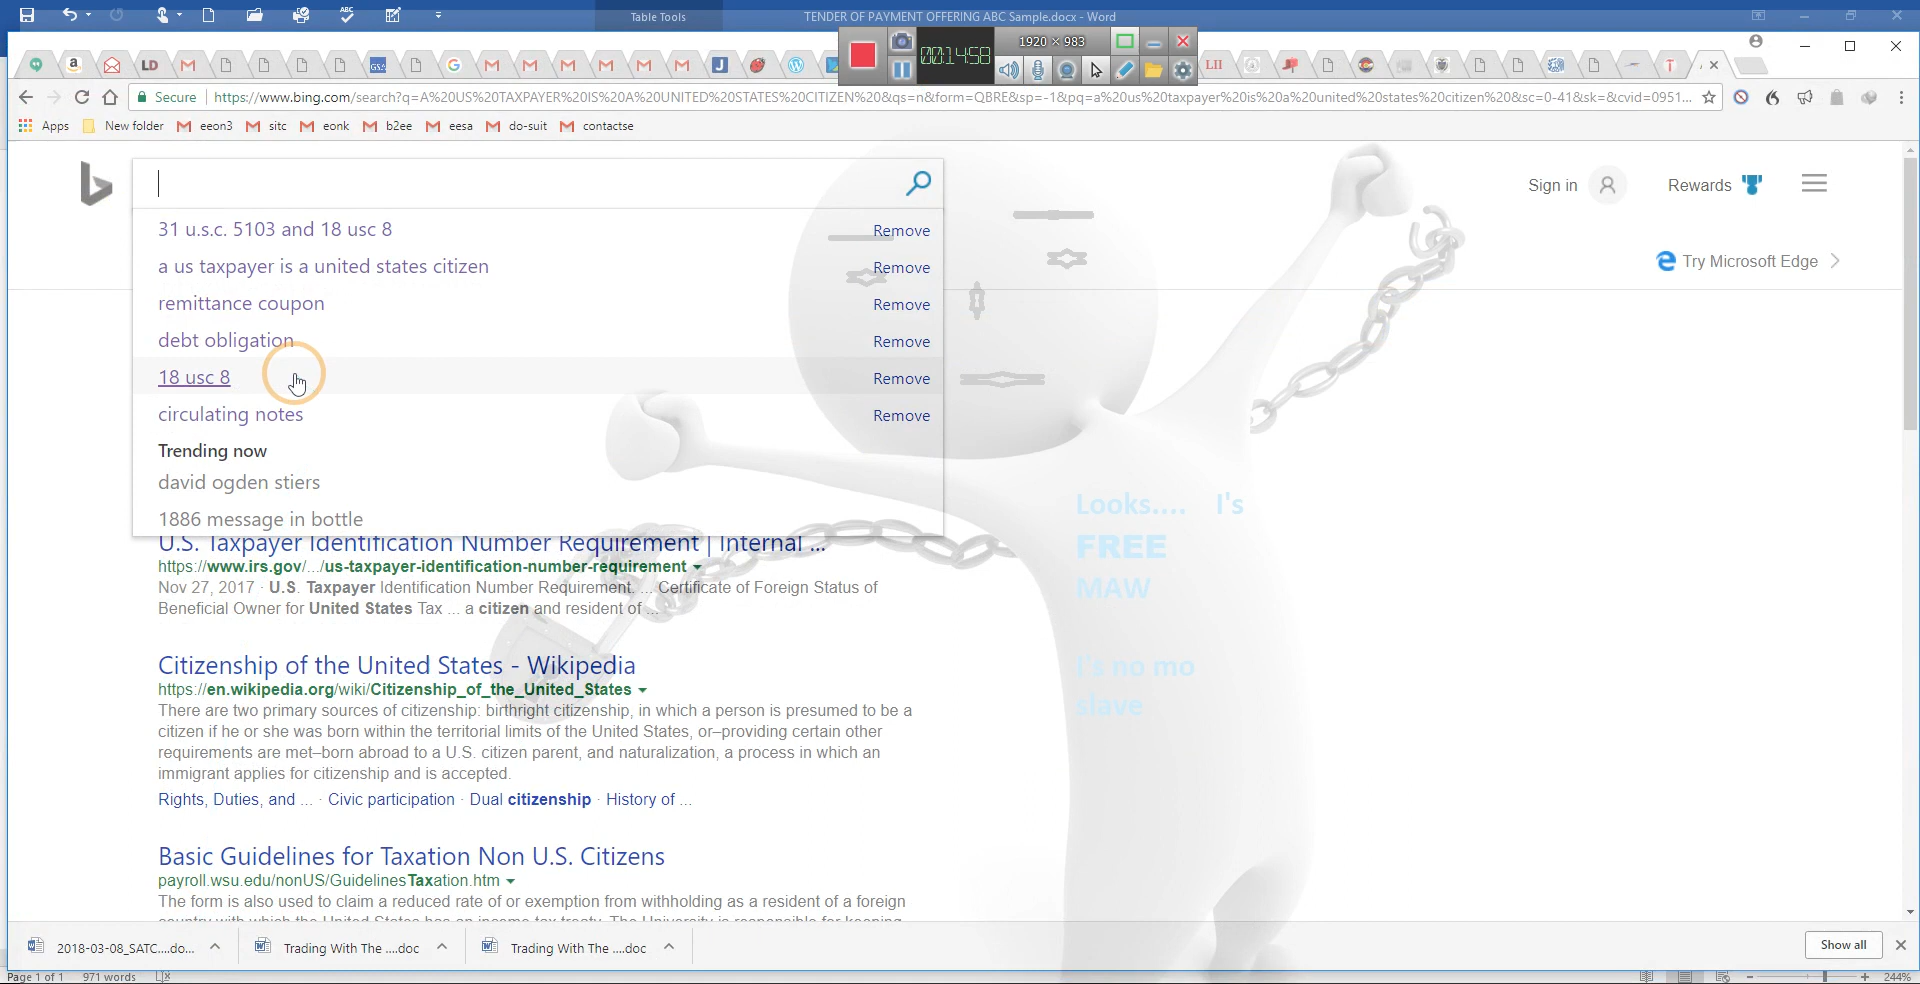 Table Tools
TENDER OF PAYMENT OFFERING ABC Sample.docx - Word
00:14:58
1920 × 983
LD
GSA
LII
Secure
https://www.bing.com/search?q=A%20US%20TAXPAYER%20IS%20A%20UNITED%20STATES%20CITIZEN%20&qs=n&form=QBRE&sp=-1&pq=a%20us%20taxpayer%20is%20a%20united%20states%20citizen%20&sc=0-41&sk=&cvid=0951...
Apps
New folder
eeon3
sitc
eonk
b2ee
eesa
do-suit
contactse
Sign in
Rewards
31 u.s.c. 5103 and 18 usc 8
Remove
a us taxpayer is a united states citizen
Remove
Try Microsoft Edge
remittance coupon
Remove
debt obligation
Remove
18 usc 8
Remove
circulating notes
Remove
Trending now
david ogden stiers
1886 message in bottle
Looks.... I's
FREE
MAW
I's no mo
slave
U.S. Taxpayer Identification Number Requirement | Internal ...
https://www.irs.gov/.../us-taxpayer-identification-number-requirement
Nov 27, 2017 · U.S. Taxpayer Identification Number Requirement. ... Certificate of Foreign Status of
Beneficial Owner for United States Tax ... a citizen and resident of ...
Citizenship of the United States - Wikipedia
https://en.wikipedia.org/wiki/Citizenship_of_the_United_States
There are two primary sources of citizenship: birthright citizenship, in which a person is presumed to be a
citizen if he or she was born within the territorial limits of the United States, or–providing certain other
requirements are met–born abroad to a U.S. citizen parent, and naturalization, a process in which an
immigrant applies for citizenship and is accepted.
Rights, Duties, and ... · Civic participation · Dual citizenship · History of ...
Basic Guidelines for Taxation Non U.S. Citizens
payroll.wsu.edu/nonUS/GuidelinesTaxation.htm
The form is also used to claim a reduced rate of or exemption from withholding as a resident of a foreign
2018-03-08_SATC....do...
Trading With The ....doc
Trading With The ....doc
Show all
Page 1 of 1
971 words
244%